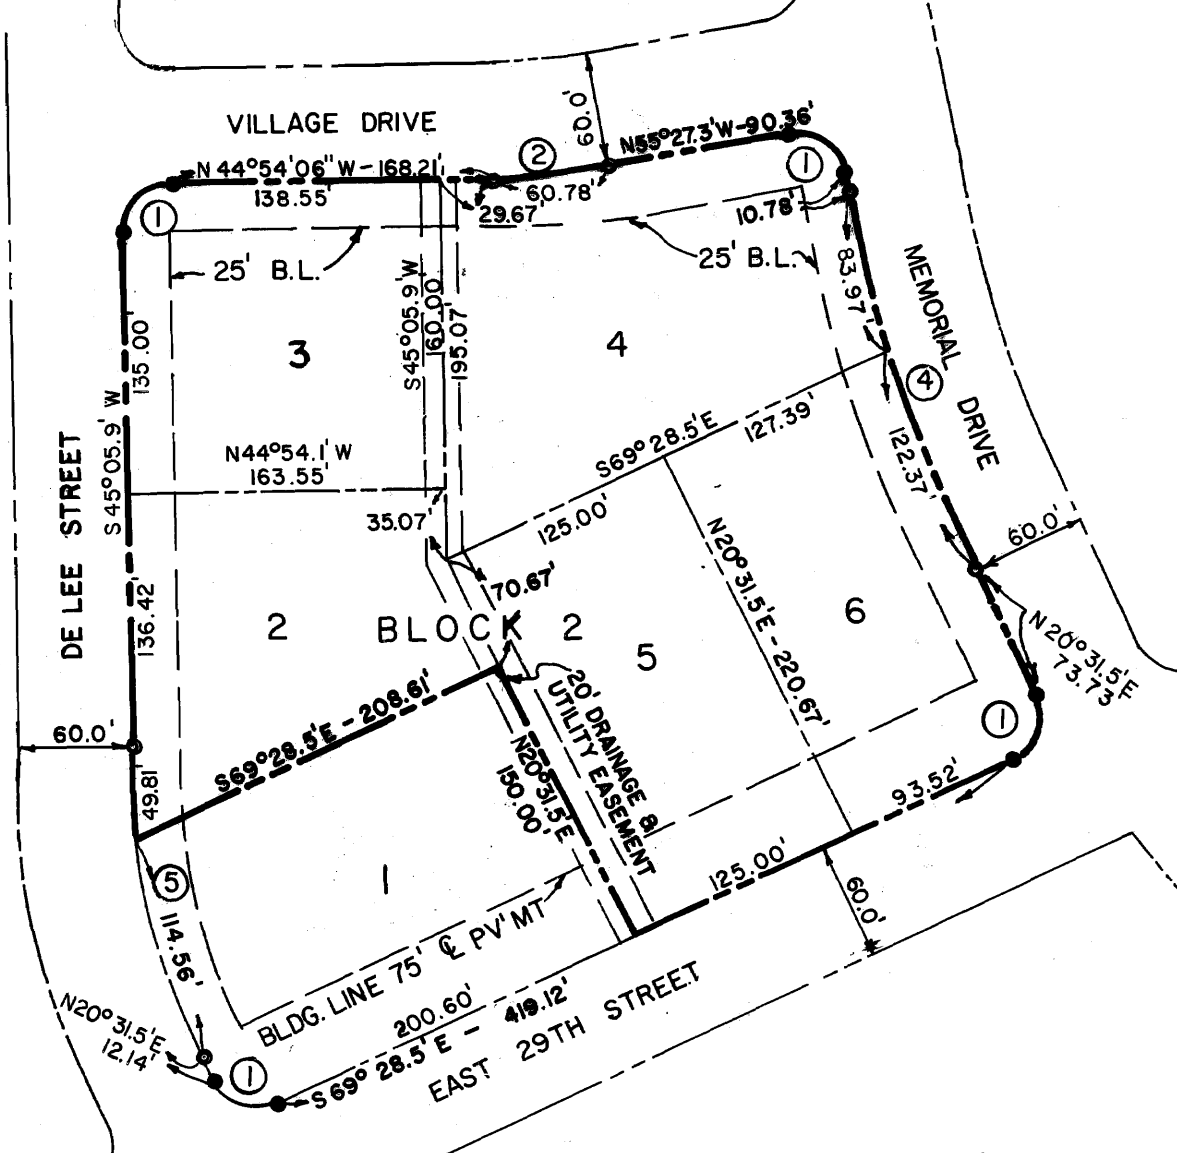 VILLAGE DRIVE
60.0'
N 44°54'06" W - 168.21'
138.55'
2
60.78'
29.67'
N55°27.3'W-90.36'
1
1
10.78'
25' B.L.
25' B.L.
83.97'
MEMORIAL DRIVE
3
4
S45°05.9'W
160.00'
195.07'
135.00'
S45°05.9' W
DE LEE STREET
N44°54.1' W
163.55'
35.07'
S69°28.5'E
127.39'
125.00'
4
122.37'
60.0'
70.67'
N20°31.5'E - 220.67'
136.42'
2
BLOCK 2
5
6
N20°31.5'E
73.73'
1
60.0'
S69°28.5'E - 208.61'
20' DRAINAGE &
UTILITY EASEMENT
N20°31.5'E
150.00'
49.81'
93.52'
125.00'
60.0'
1
5
114.56'
BLDG. LINE 75' ℄ PV'MT
N20°31.5'E
12.14'
1
200.60'
S 69° 28.5' E - 419.12'
EAST 29TH STREET